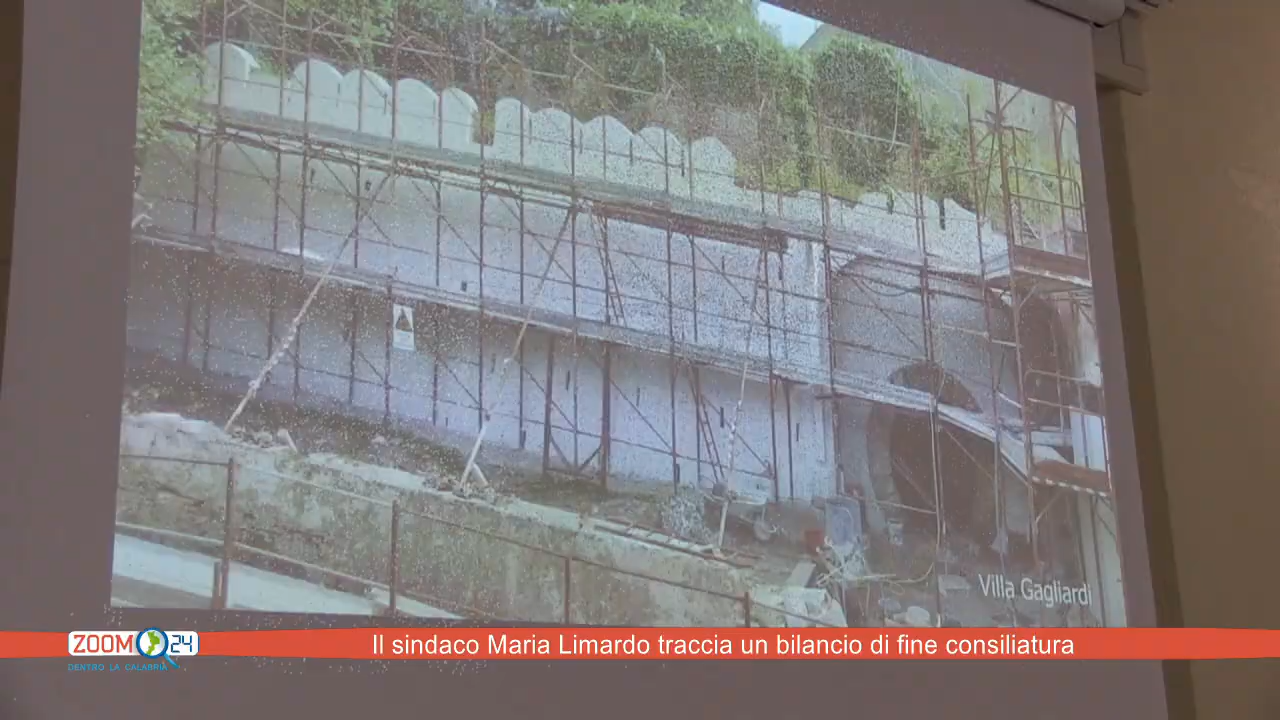 Villa Gagliardi
ZOOM 24
DENTRO LA CALABRIA
Il sindaco Maria Limardo traccia un bilancio di fine consiliatura